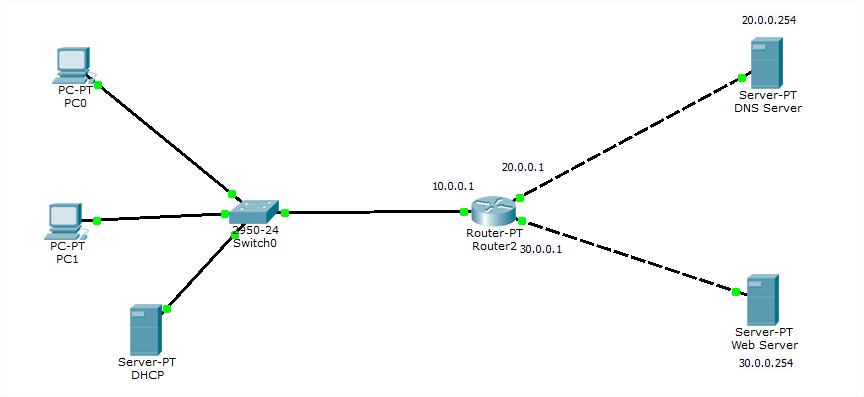 20.0.0.254
Server-PT
DNS Server
PC-PT
PC0
20.0.0.1
10.0.0.1
PC-PT
PC1
2950-24
Switch0
Router-PT
Router2
30.0.0.1
Server-PT
DHCP
Server-PT
Web Server
30.0.0.254